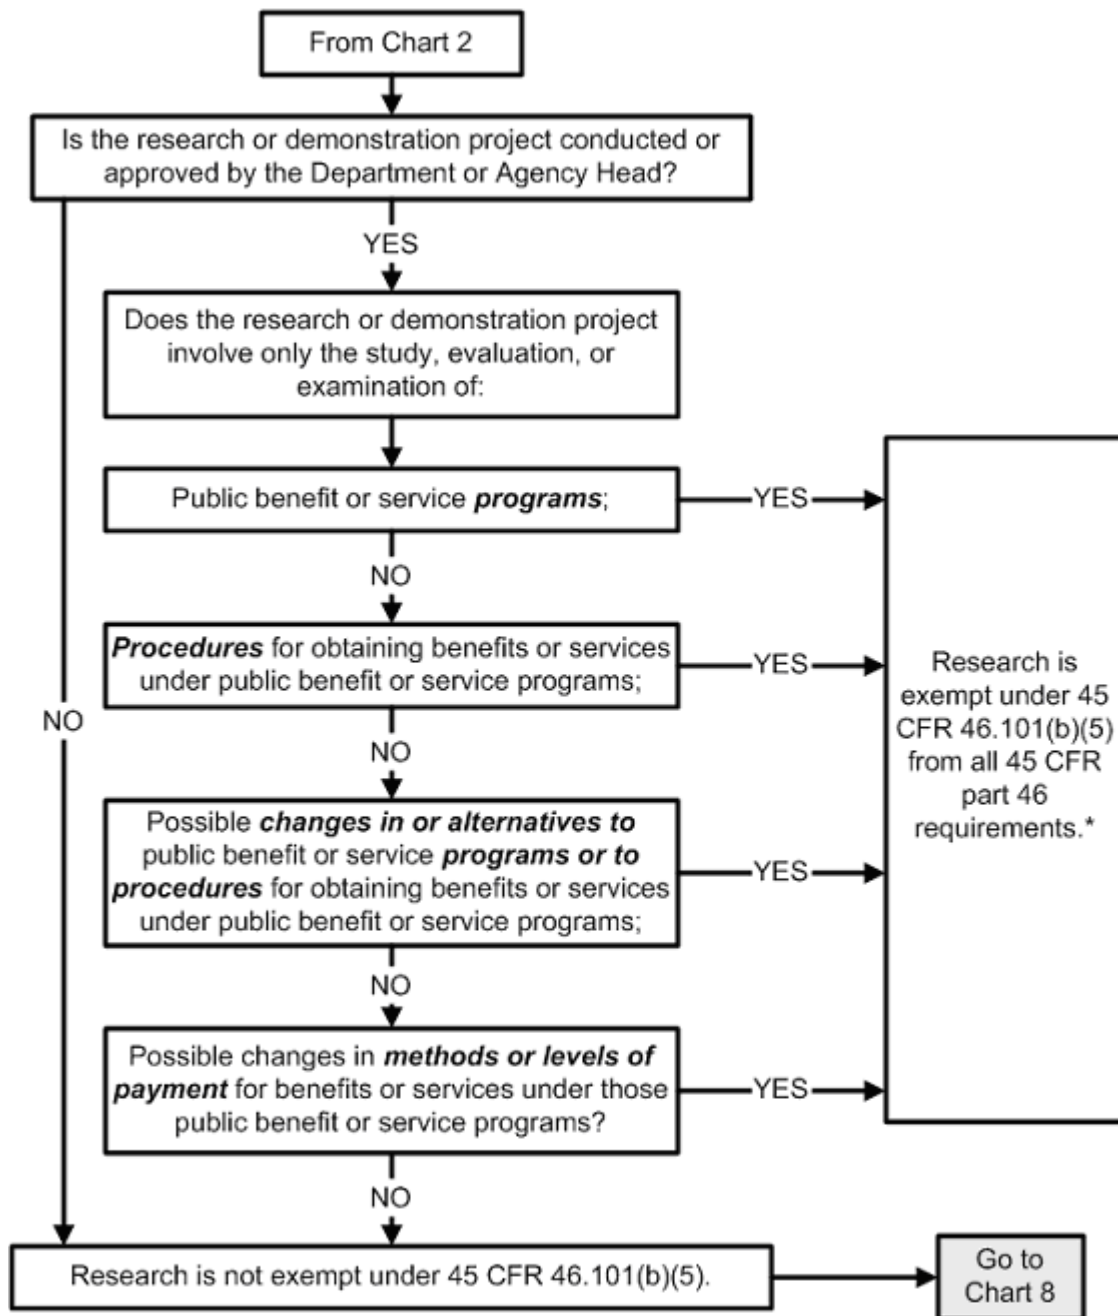 From Chart 2
Is the research or demonstration project conducted or
approved by the Department or Agency Head?
YES
Does the research or demonstration project
involve only the study, evaluation, or
examination of:
Public benefit or service programs;
YES
NO
Procedures for obtaining benefits or services
under public benefit or service programs;
YES
NO
NO
Possible changes in or alternatives to
public benefit or service programs or to
procedures for obtaining benefits or services
under public benefit or service programs;
YES
NO
Possible changes in methods or levels of
payment for benefits or services under those
public benefit or service programs?
YES
NO
Research is
exempt under 45
CFR 46.101(b)(5)
from all 45 CFR
part 46
requirements.*
Research is not exempt under 45 CFR 46.101(b)(5).
Go to
Chart 8